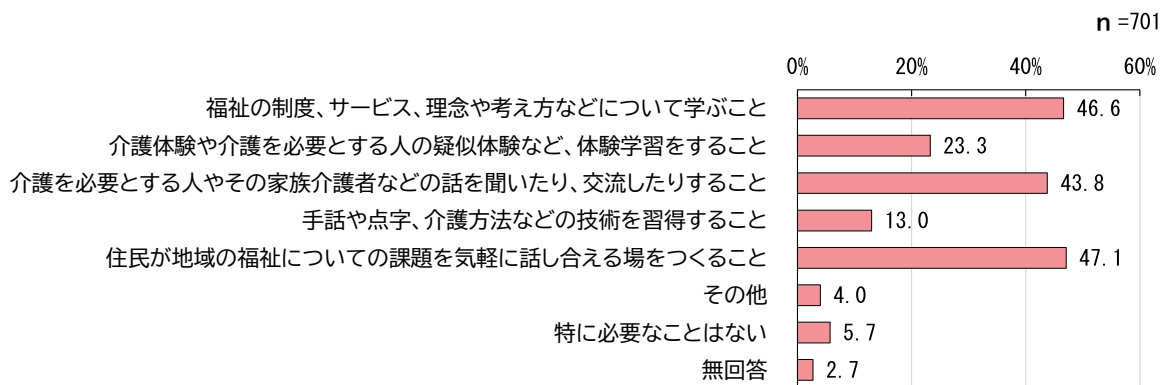 n =701
0% 20% 40% 60%
福祉の制度、サービス、理念や考え方などについて学ぶこと 46.6
介護体験や介護を必要とする人の疑似体験など、体験学習をすること 23.3
介護を必要とする人やその家族介護者などの話を聞いたり、交流したりすること 43.8
手話や点字、介護方法などの技術を習得すること 13.0
住民が地域の福祉についての課題を気軽に話し合える場をつくること 47.1
その他 4.0
特に必要なことはない 5.7
無回答 2.7